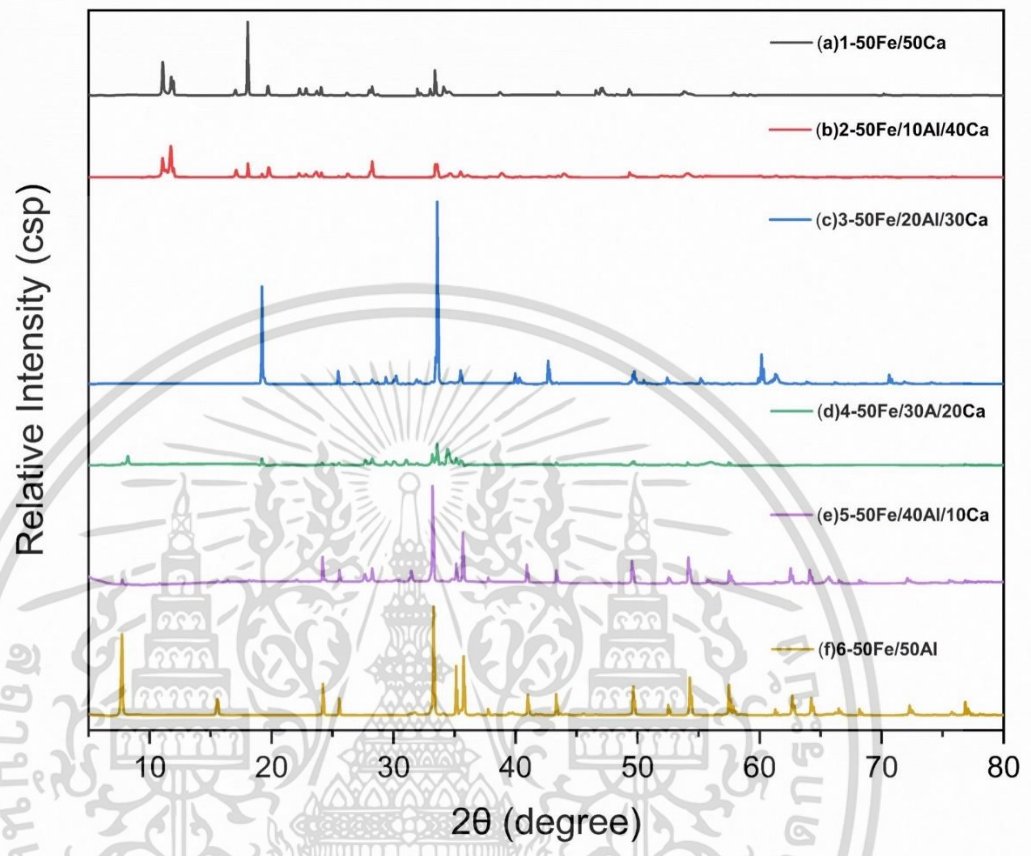 (a)1-50Fe/50Ca
(b)2-50Fe/10Al/40Ca
(c)3-50Fe/20Al/30Ca
(d)4-50Fe/30A/20Ca
(e)5-50Fe/40Al/10Ca
(f)6-50Fe/50Al
Relative Intensity (csp)
10 20 30 40 50 60 70 80
2θ (degree)